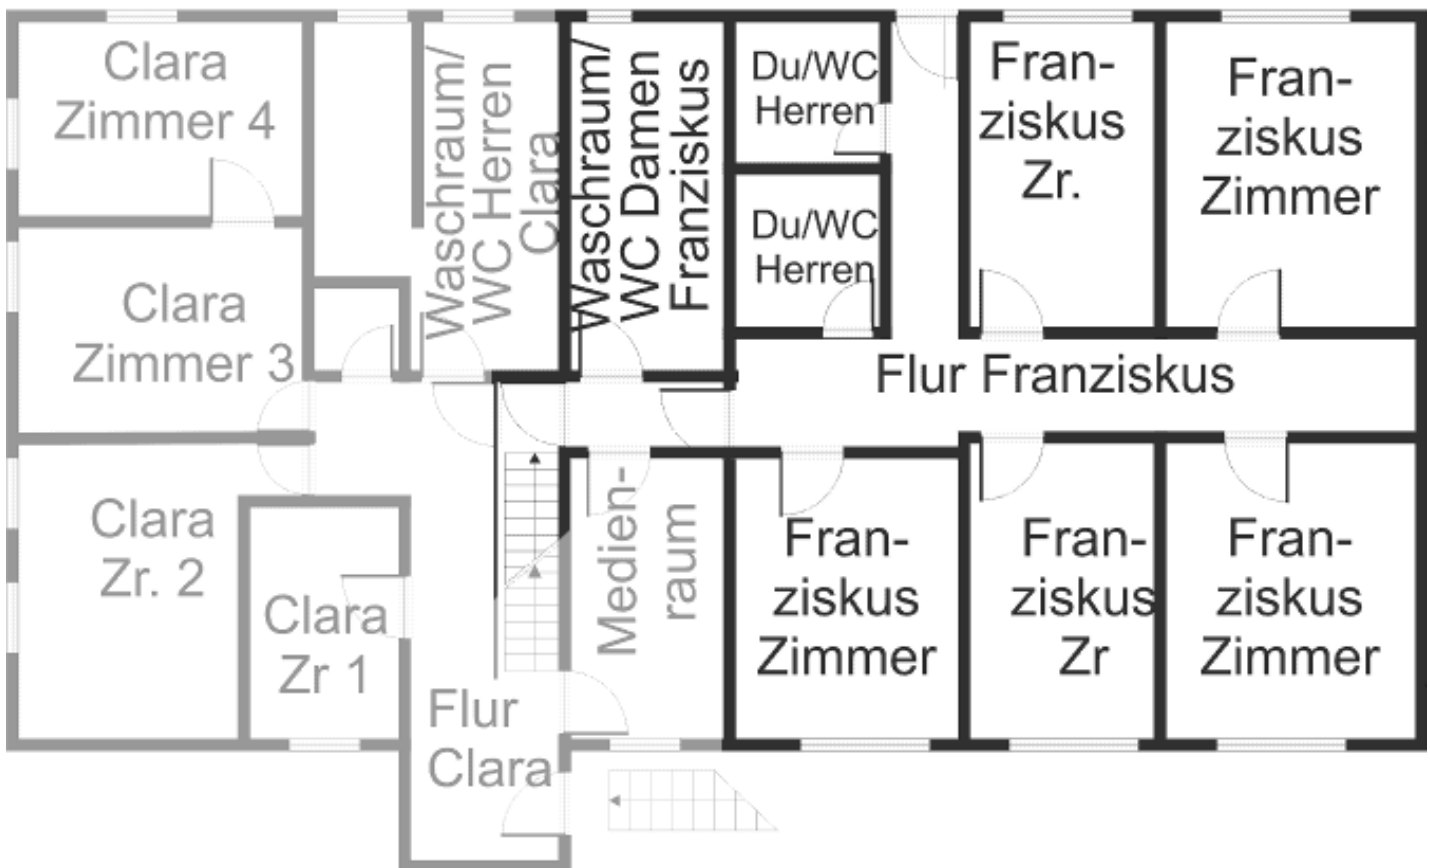 Clara
Zimmer 4
Waschraum/
WC Herren
Clara
Waschraum/
WC Damen
Franziskus
Du/WC
Herren
Du/WC
Herren
Fran-
ziskus
Zr.
Fran-
ziskus
Zimmer
Clara
Zimmer 3
Flur Franziskus
Clara
Zr. 2
Clara
Zr 1
Flur
Clara
Medien-
raum
Fran-
ziskus
Zimmer
Fran-
ziskus
Zr
Fran-
ziskus
Zimmer